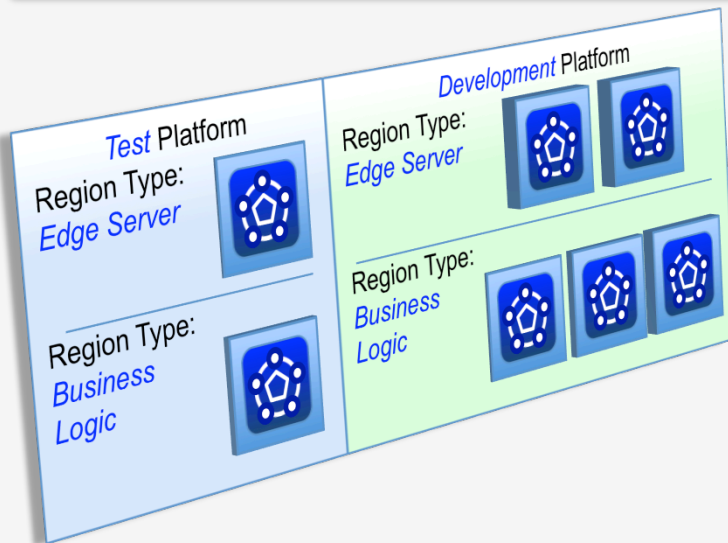 Test Platform
Region Type:
Edge Server
Region Type:
Business
Logic
Development Platform
Region Type:
Edge Server
Region Type:
Business
Logic